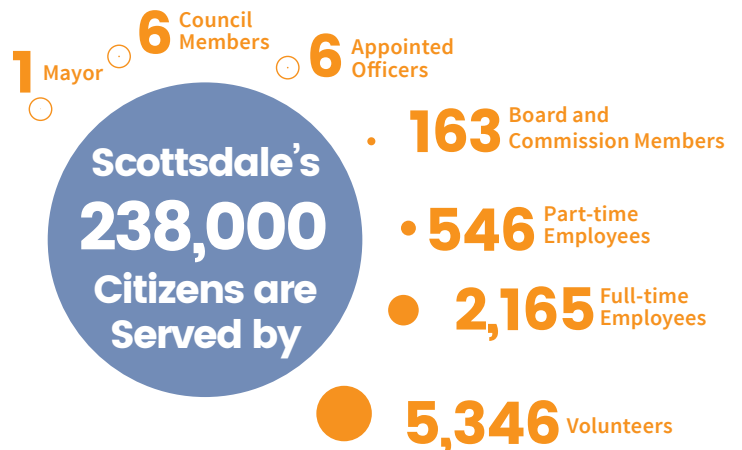 1 Mayor
6 Council
Members
6 Appointed
Officers
Scottsdale’s
238,000
Citizens are
Served by
163 Board and
Commission Members
546 Part-time
Employees
2,165 Full-time
Employees
5,346 Volunteers